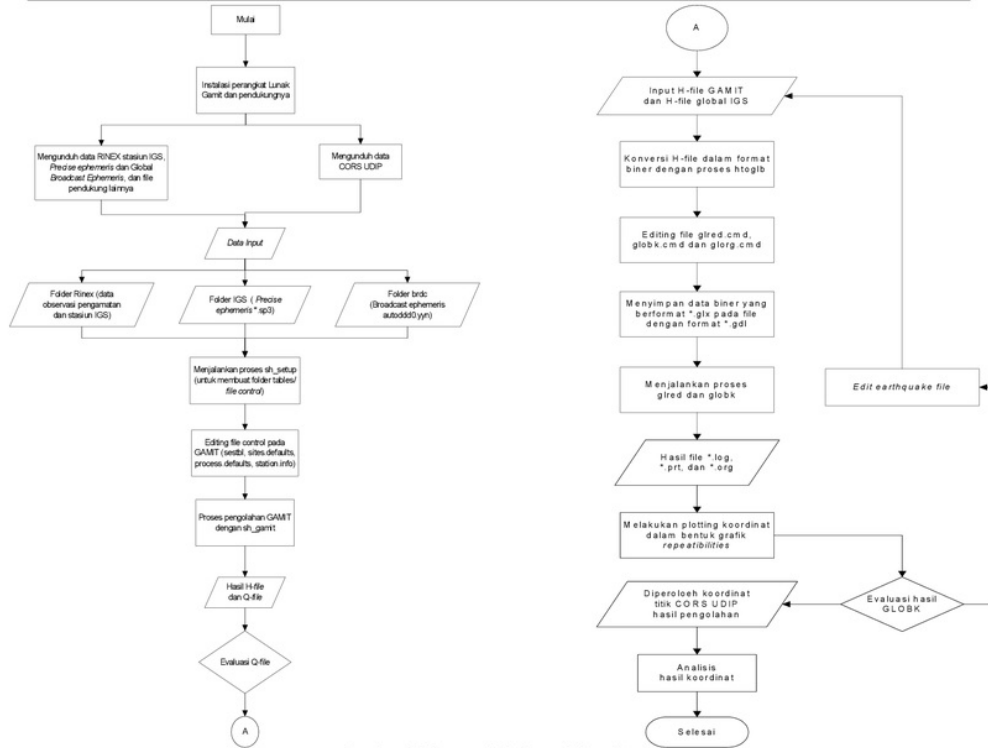 Mulai
Instalasi perangkat Lunak
Gamit dan pendukungnya
Mengunduh data RINEX stasiun IGS,
Precise ephemeris dan Global
Broadcast Ephemeris, dan file
pendukung lainnya
Mengunduh data
CORS UDIP
Data Input
Folder Rinex (data
observasi pengamatan
dan stasiun IGS)
Folder IGS ( Precise
ephemeris *.sp3)
Folder brdc
(Broadcast ephemeris
autoddd0.yyn)
Menjalankan proses sh_setup
(untuk membuat folder tables/
file control)
Editing file control pada
GAMIT (sestbl, sites.defaults,
process.defaults, station.info)
Proses pengolahan GAMIT
dengan sh_gamit
Hasil H-file
dan Q-file
Evaluasi Q-file
A
A
Input H-file GAMIT
dan H-file global IGS
Konversi H-file dalam format
biner dengan proses htoglb
Editing file glred.cmd,
globk.cmd dan glorg.cmd
Menyimpan data biner yang
berformat *.glx pada file
dengan format *.gdl
Menjalankan proses
glred dan globk
Edit earthquake file
Hasil file *.log,
*.prt, dan *.org
Melakukan plotting koordinat
dalam bentuk grafik
repeatibilities
Evaluasi hasil
GLOBK
Diperoloeh koordinat
titik CORS UDIP
hasil pengolahan
Analisis
hasil koordinat
Selesai